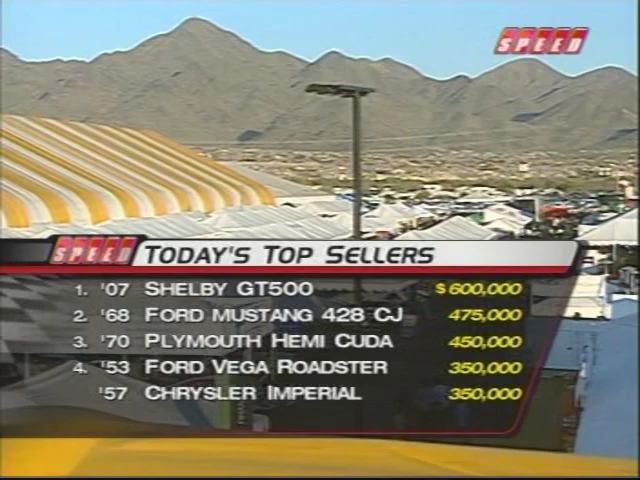 SPEED
SPEED TODAY'S TOP SELLERS
1. '07 SHELBY GT500 $600,000
2. '68 FORD MUSTANG 428 CJ 475,000
3. '70 PLYMOUTH HEMI CUDA 450,000
4. '53 FORD VEGA ROADSTER 350,000
'57 CHRYSLER IMPERIAL 350,000